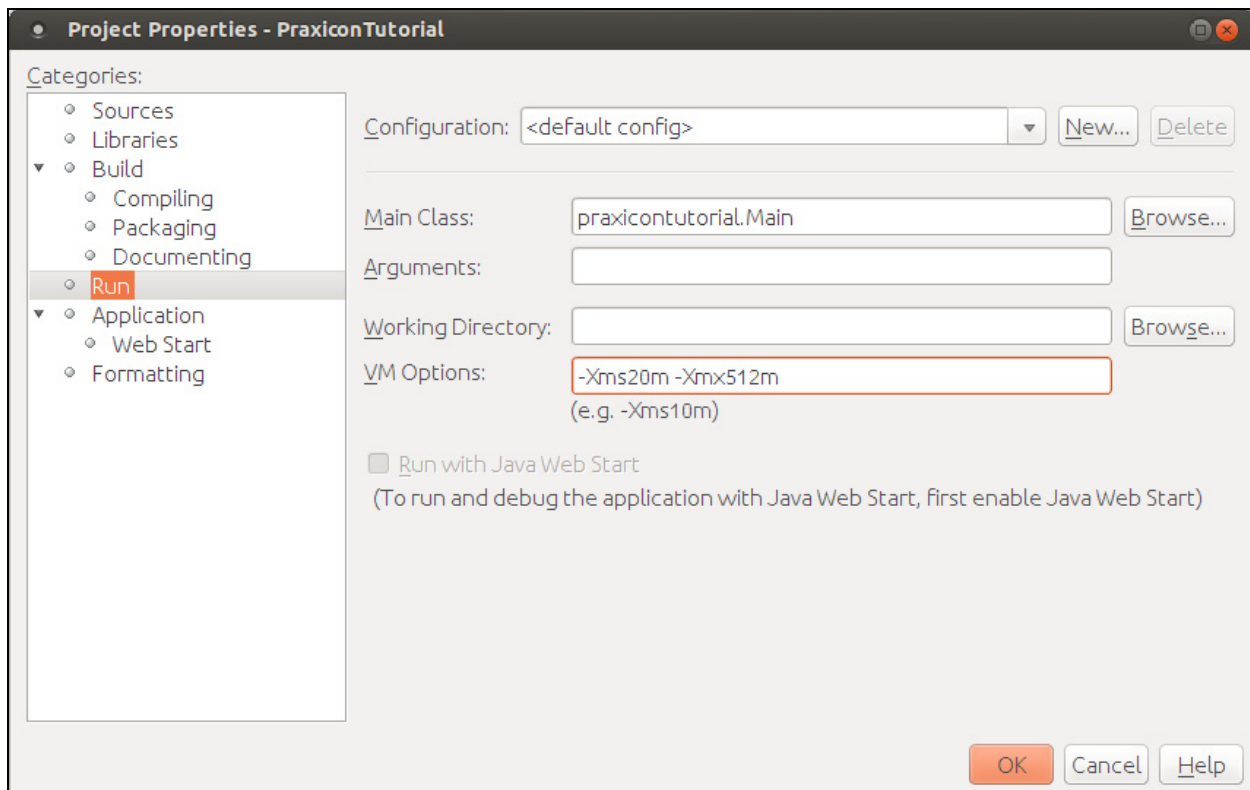 Project Properties - PraxiconTutorial
Categories:
Sources
Libraries
Build
Compiling
Packaging
Documenting
Run
Application
Web Start
Formatting
Configuration: <default config> New... Delete
Main Class: praxicontutorial.Main Browse...
Arguments:
Working Directory: Browse...
VM Options: -Xms20m -Xmx512m
(e.g. -Xms10m)
Run with Java Web Start
(To run and debug the application with Java Web Start, first enable Java Web Start)
OK Cancel Help